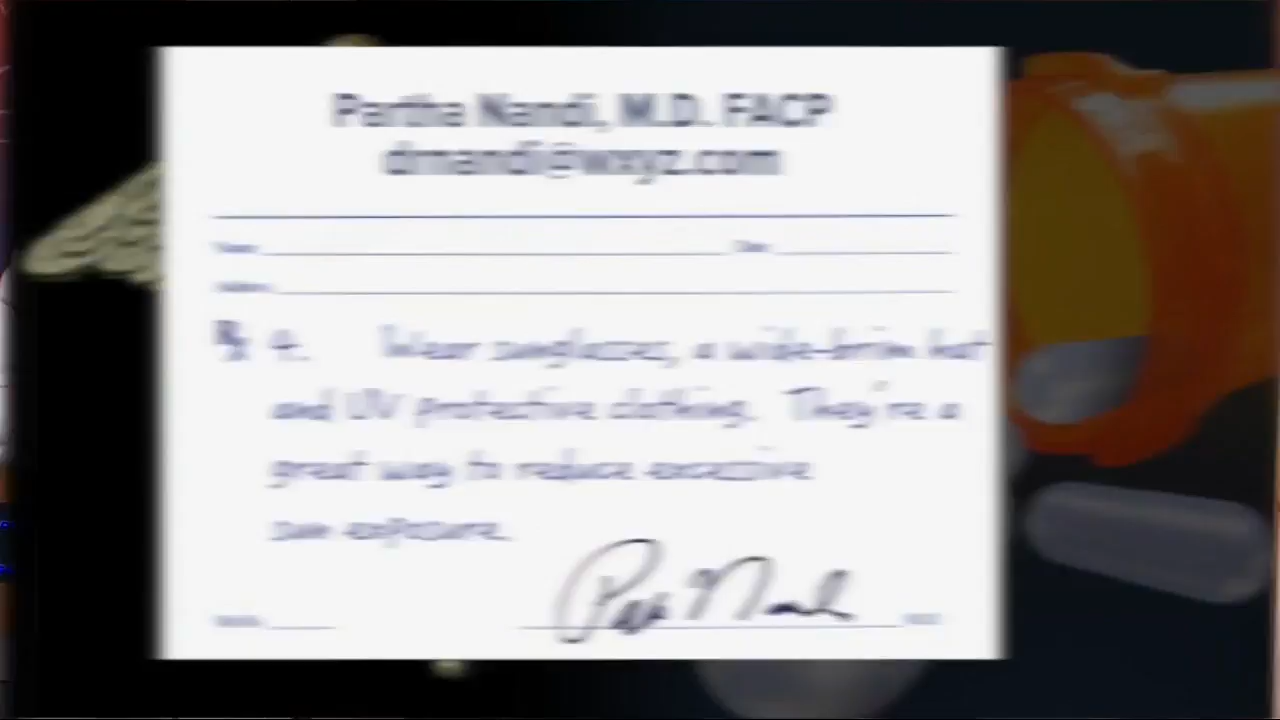 Partha Nandi, M.D. FACP
drnandi@wxyz.com
Rx 4. Wear sunglasses, a wide-brim hat
and UV protective clothing. They're a
great way to reduce excessive
sun exposure.